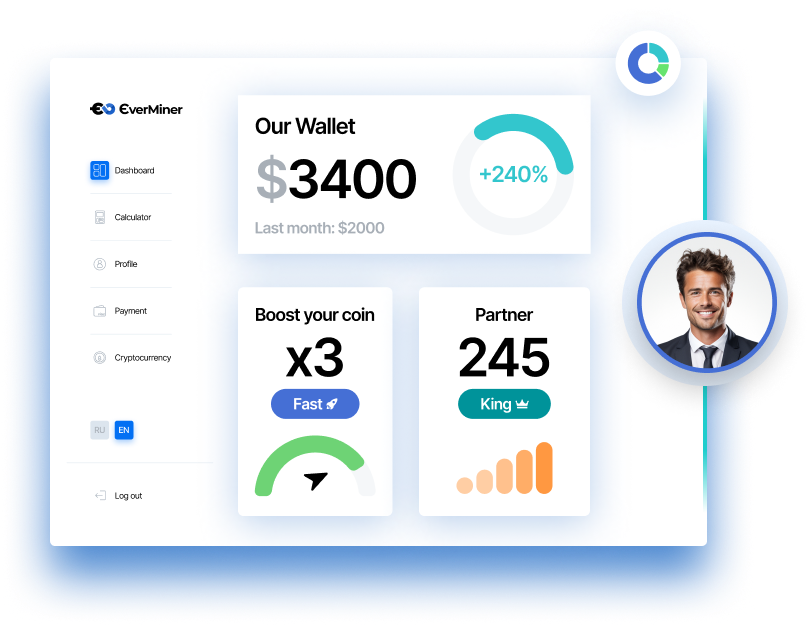 ЄverMiner
Dashboard
Calculator
Profile
Payment
Cryptocurrency
RU EN
Log out
Our Wallet
$3400
Last month: $2000
+240%
Boost your coin
x3
Fast
Partner
245
King